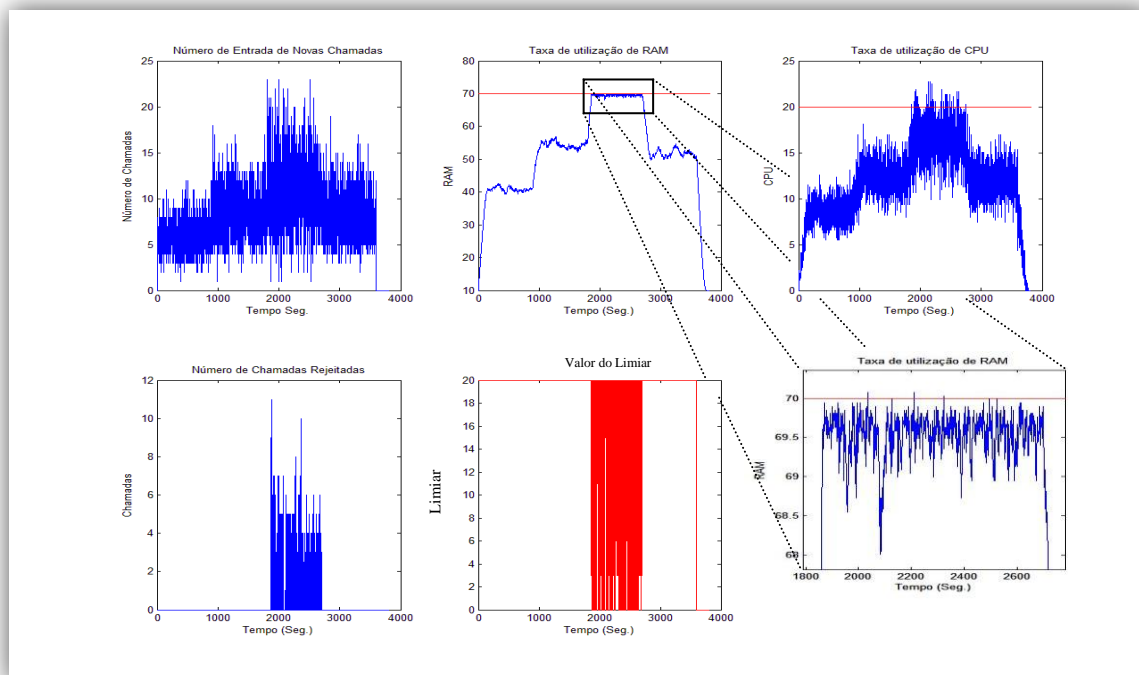 Número de Entrada de Novas Chamadas
25
20
15
10
5
0
Número de Chamadas
0 1000 2000 3000 4000
Tempo Seg.
Taxa de utilização de RAM
80
70
60
50
40
30
20
10
RAM
0 1000 2000 3000 4000
Tempo (Seg.)
Taxa de utilização de CPU
25
20
15
10
5
0
CPU
0 1000 2000 3000 4000
Tempo (Seg.)
Número de Chamadas Rejeitadas
12
10
8
6
4
2
0
Chamadas
0 1000 2000 3000 4000
Tempo (Seg.)
Valor do Limiar
20
18
16
14
12
10
8
6
4
2
0
Limiar
0 1000 2000 3000 4000
Tempo (Seg.)
Taxa de utilização de RAM
70
69.5
69
68.5
68
RAM
1800 2000 2200 2400 2600
Tempo (Seg.)